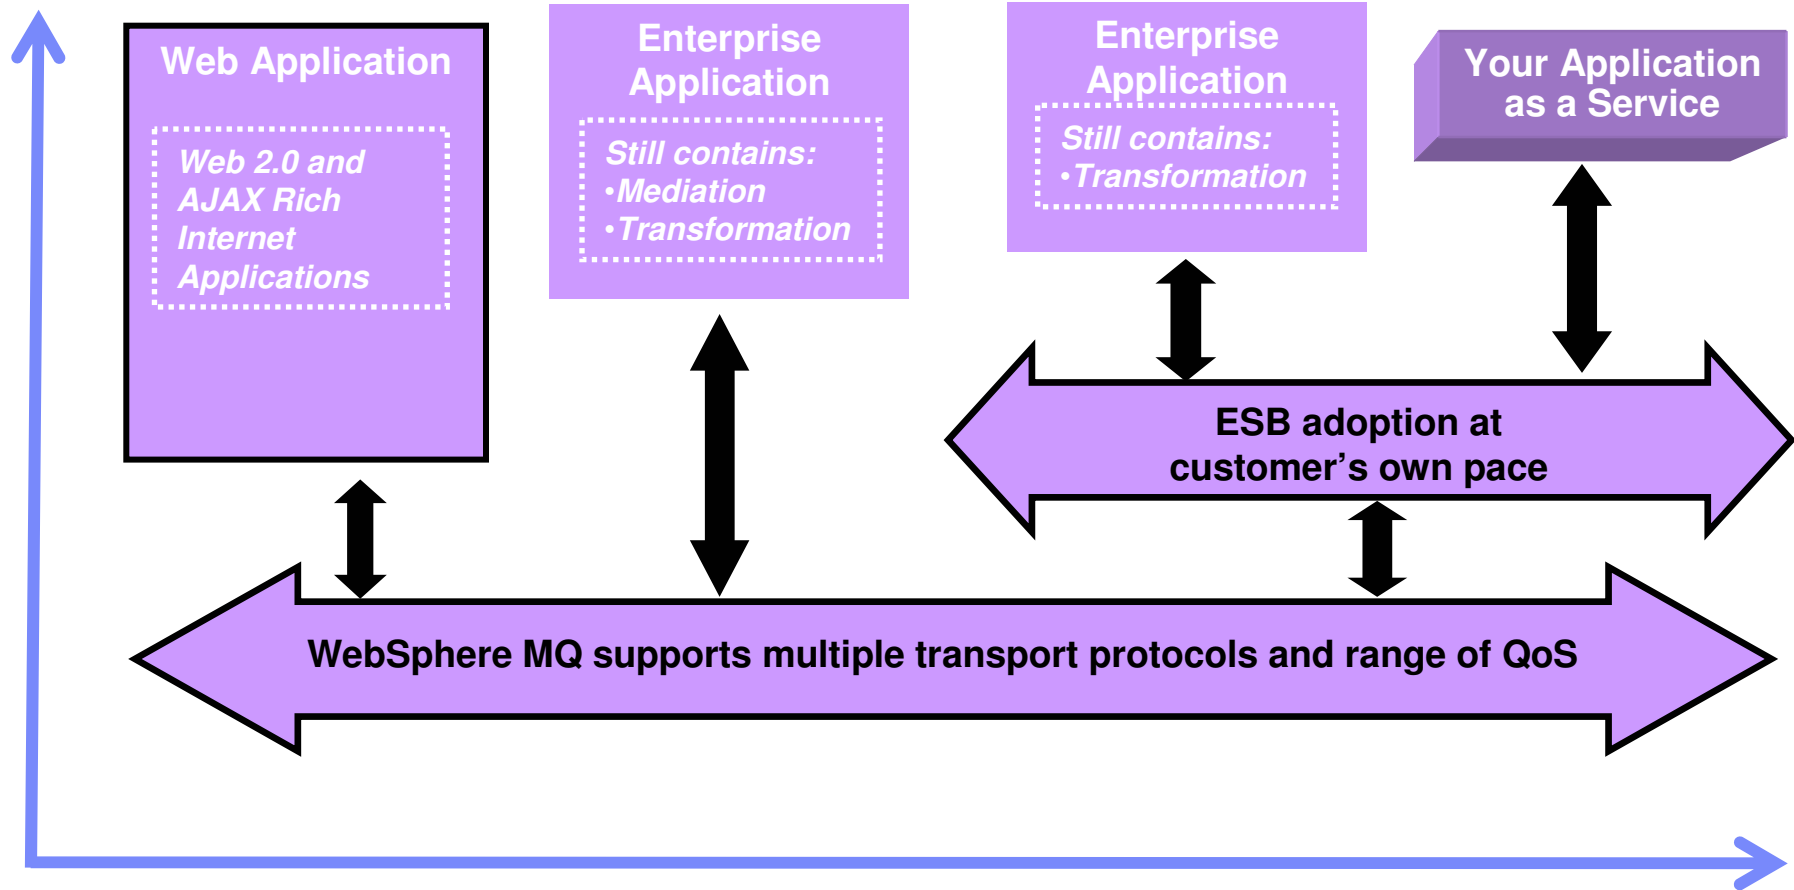 Web Application
Web 2.0 and
AJAX Rich
Internet
Applications
Enterprise
Application
Still contains:
•Mediation
•Transformation
Enterprise
Application
Still contains:
•Transformation
Your Application
as a Service
ESB adoption at
customer’s own pace
WebSphere MQ supports multiple transport protocols and range of QoS